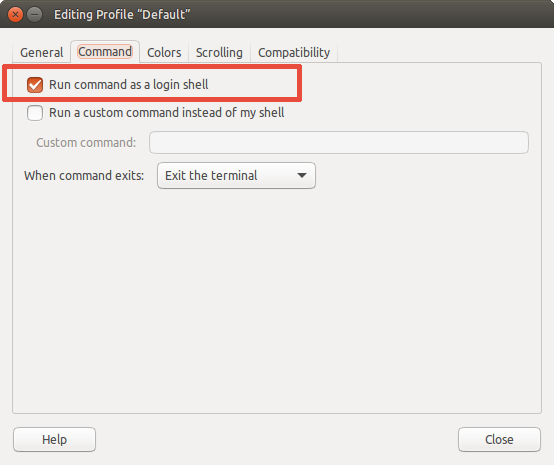 Editing Profile “Default”
General Command Colors Scrolling Compatibility
Run command as a login shell
Run a custom command instead of my shell
Custom command:
When command exits: Exit the terminal
Help Close